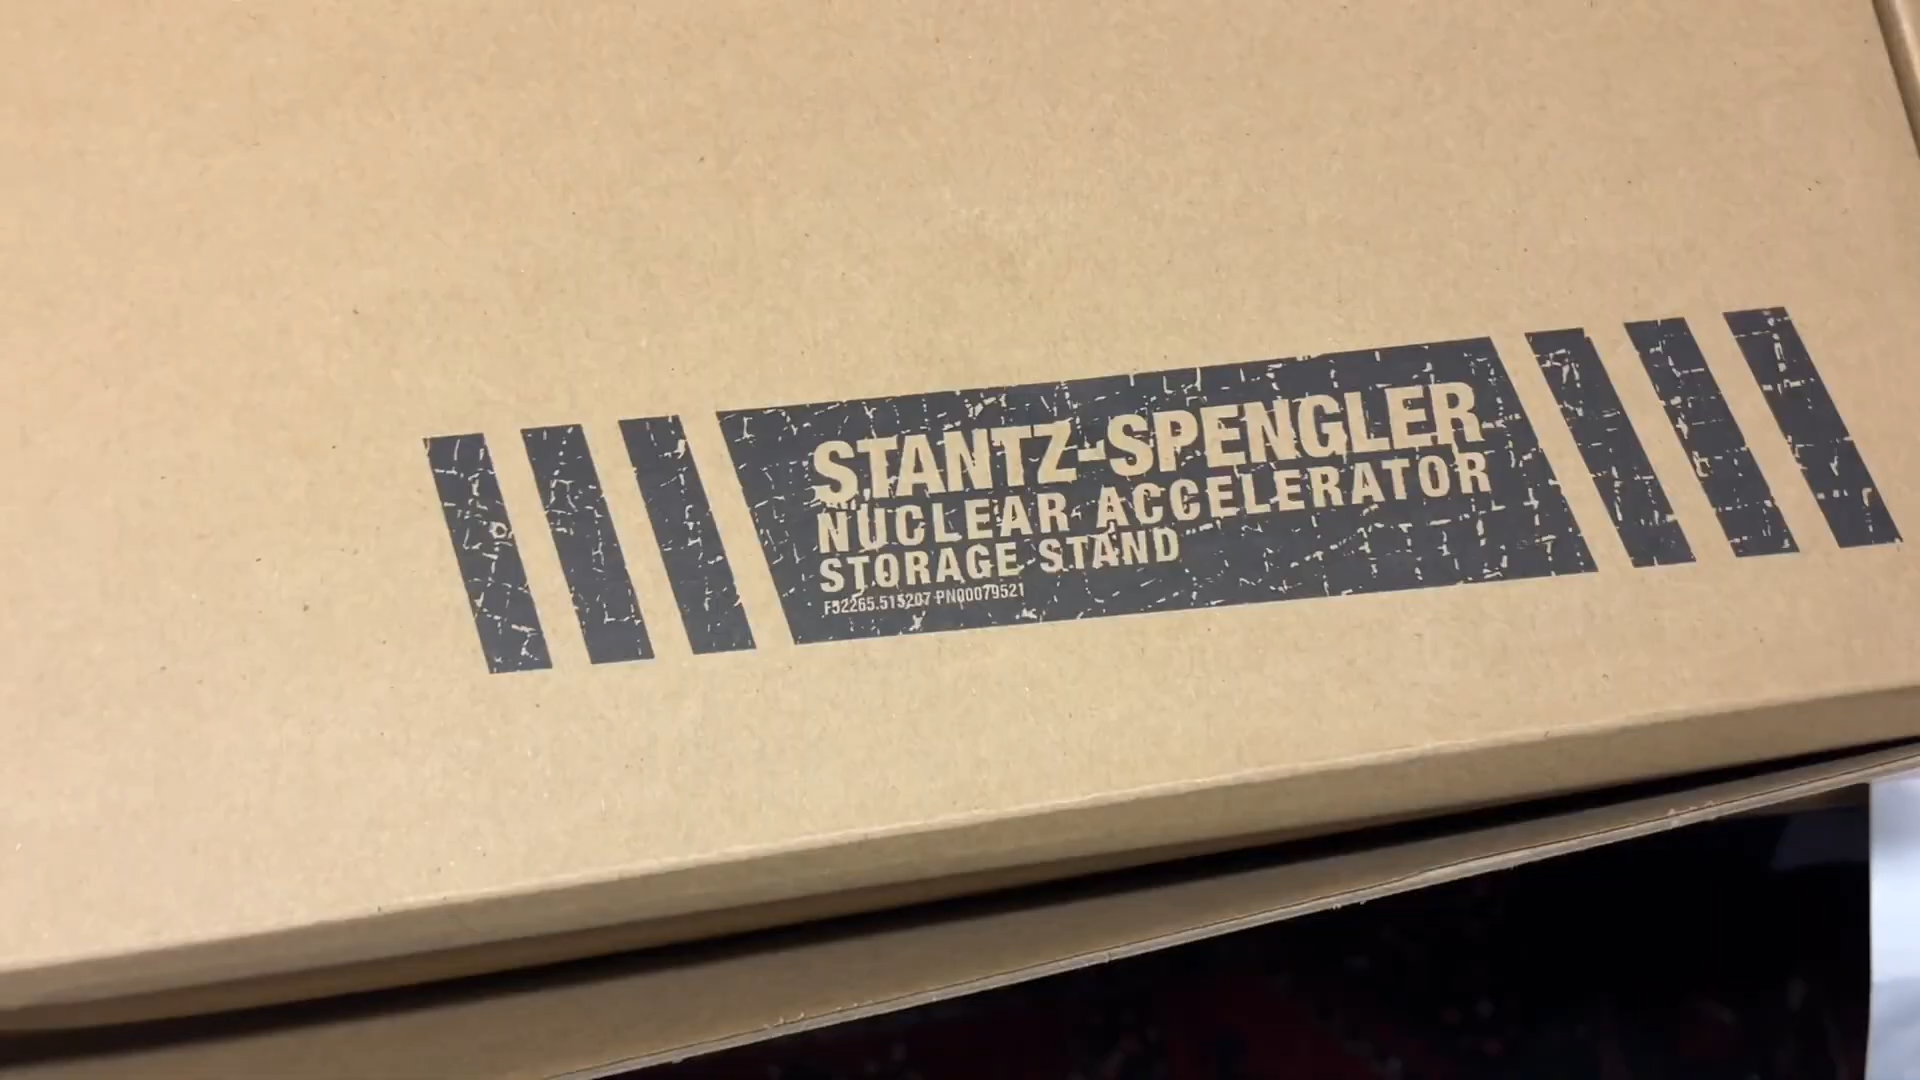 STANTZ-SPENGLER
NUCLEAR ACCELERATOR
STORAGE STAND
F52265.515207 PN00079521